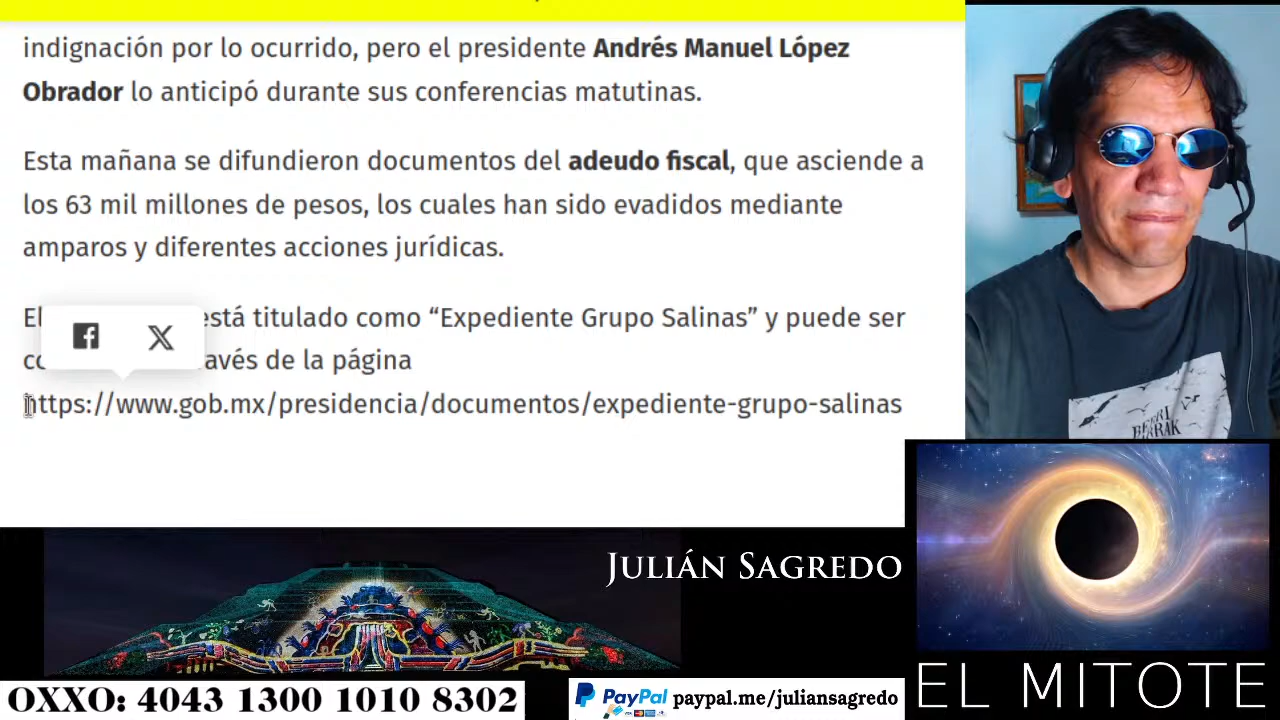 indignación por lo ocurrido, pero el presidente Andrés Manuel López
Obrador lo anticipó durante sus conferencias matutinas.
Esta mañana se difundieron documentos del adeudo fiscal, que asciende a
los 63 mil millones de pesos, los cuales han sido evadidos mediante
amparos y diferentes acciones jurídicas.
El está titulado como “Expediente Grupo Salinas” y puede ser
través de la página
https://www.gob.mx/presidencia/documentos/expediente-grupo-salinas
JULIÁN SAGREDO
EL MITOTE
OXXO: 4043 1300 1010 8302
PayPal paypal.me/juliansagredo